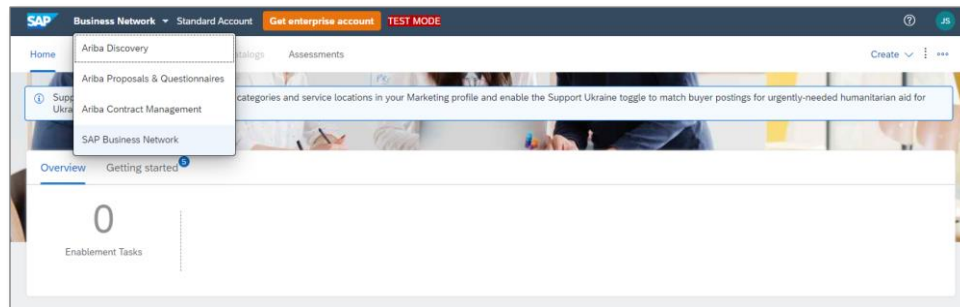 SAP Business Network Standard Account Get enterprise account TEST MODE JS
Home Assessments Create
Ariba Discovery
Ariba Proposals & Questionnaires
Ariba Contract Management
SAP Business Network
categories and service locations in your Marketing profile and enable the Support Ukraine toggle to match buyer postings for urgently-needed humanitarian aid for
Overview Getting started 5
0
Enablement Tasks